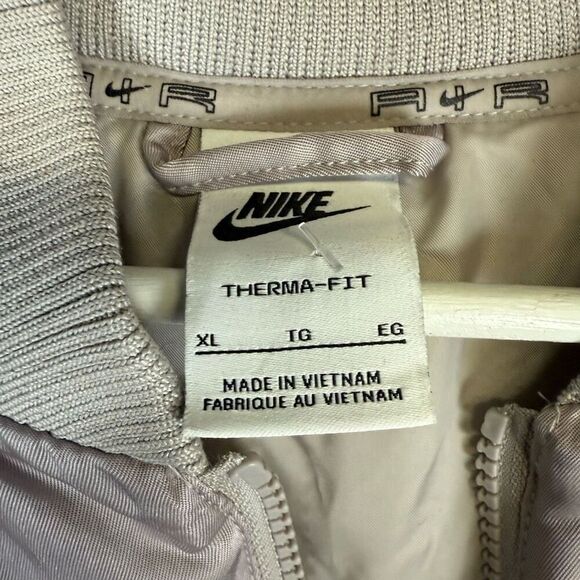 A R A R
NIKE
THERMA-FIT
XL TG EG
MADE IN VIETNAM
FABRIQUE AU VIETNAM